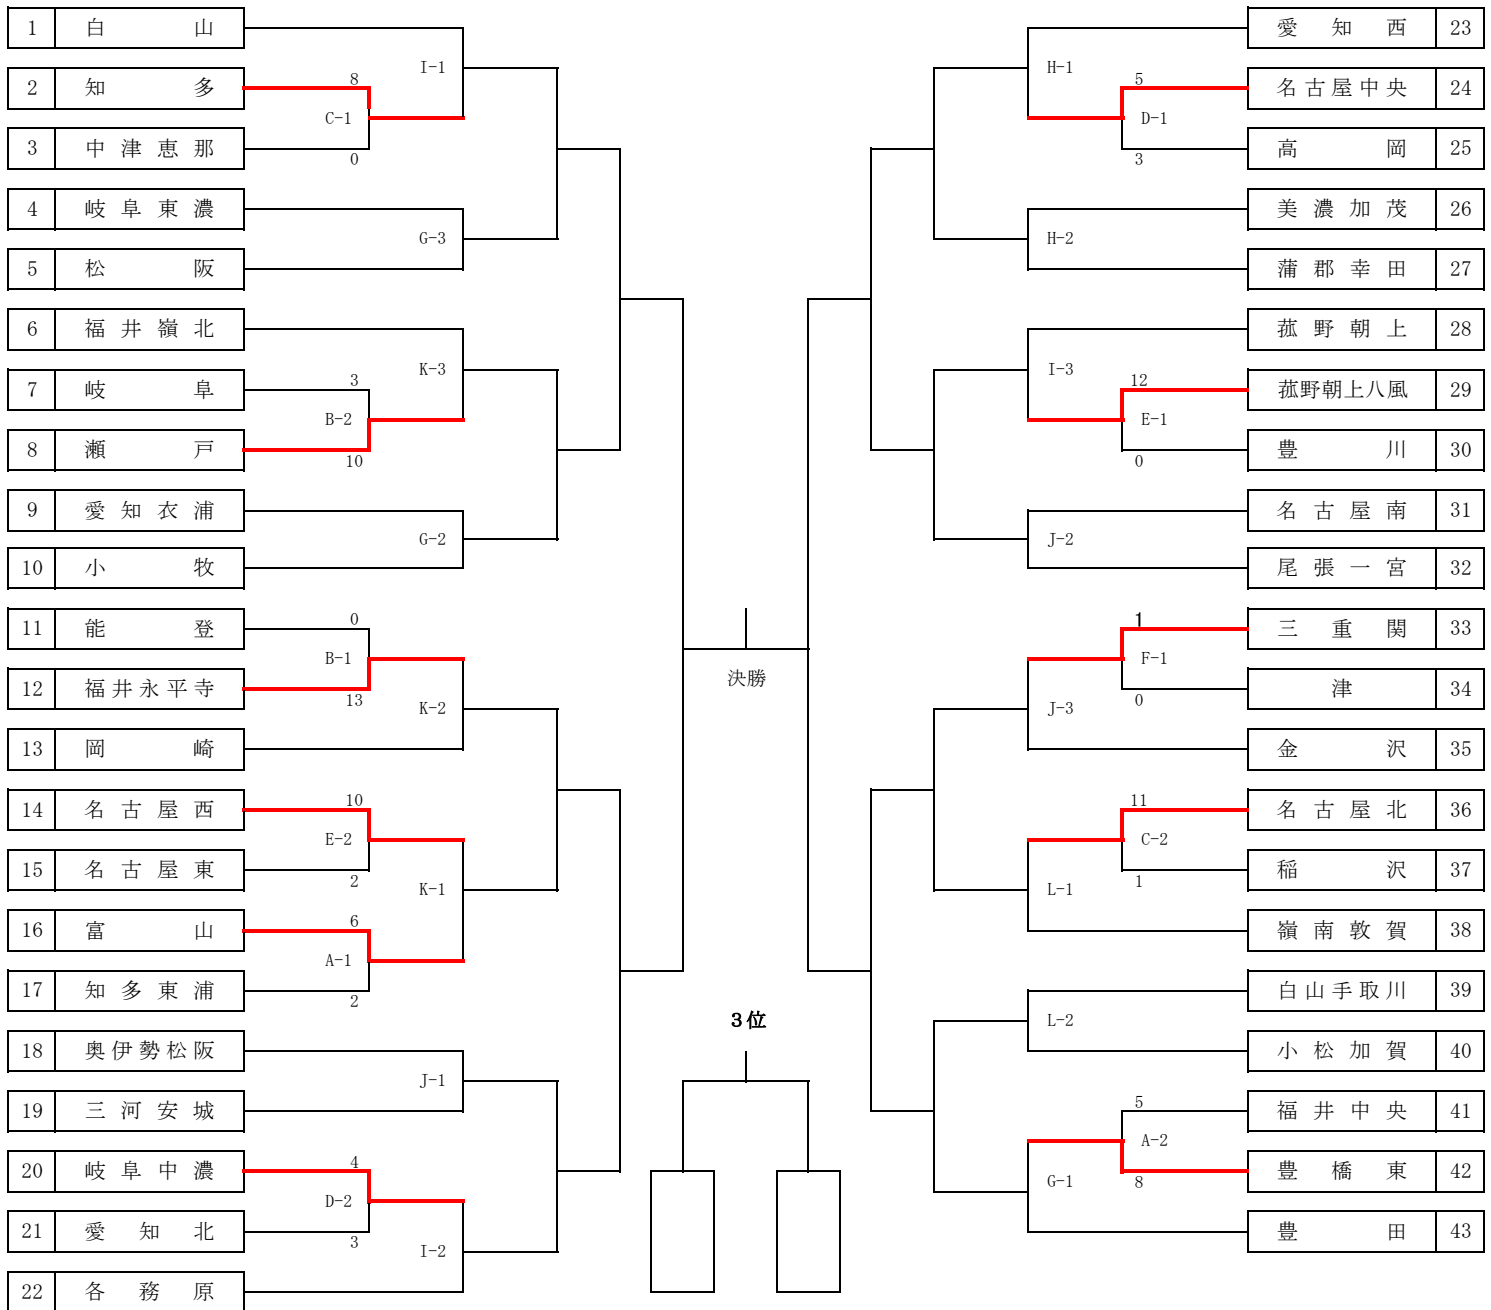 1 白山
I-1
2 知多
8
C-1
3 中津恵那
0
4 岐阜東濃
G-3
5 松阪
6 福井嶺北
K-3
7 岐阜
3
B-2
8 瀬戸
10
9 愛知衣浦
G-2
10 小牧
11 能登
0
B-1
12 福井永平寺
13
K-2
13 岡崎
14 名古屋西
10
E-2
15 名古屋東
2
K-1
16 富山
6
A-1
17 知多東浦
2
18 奥伊勢松阪
J-1
19 三河安城
20 岐阜中濃
4
D-2
21 愛知北
3
I-2
22 各務原
決勝
3位
愛知西 23
H-1
5
名古屋中央 24
D-1
高岡 25
3
美濃加茂 26
H-2
蒲郡幸田 27
菰野朝上 28
I-3
12
菰野朝上八風 29
E-1
豊川 30
0
名古屋南 31
J-2
尾張一宮 32
1
三重関 33
F-1
津 34
0
J-3
金沢 35
11
名古屋北 36
C-2
稲沢 37
1
L-1
嶺南敦賀 38
白山手取川 39
L-2
小松加賀 40
5
福井中央 41
A-2
豊橋東 42
8
G-1
豊田 43